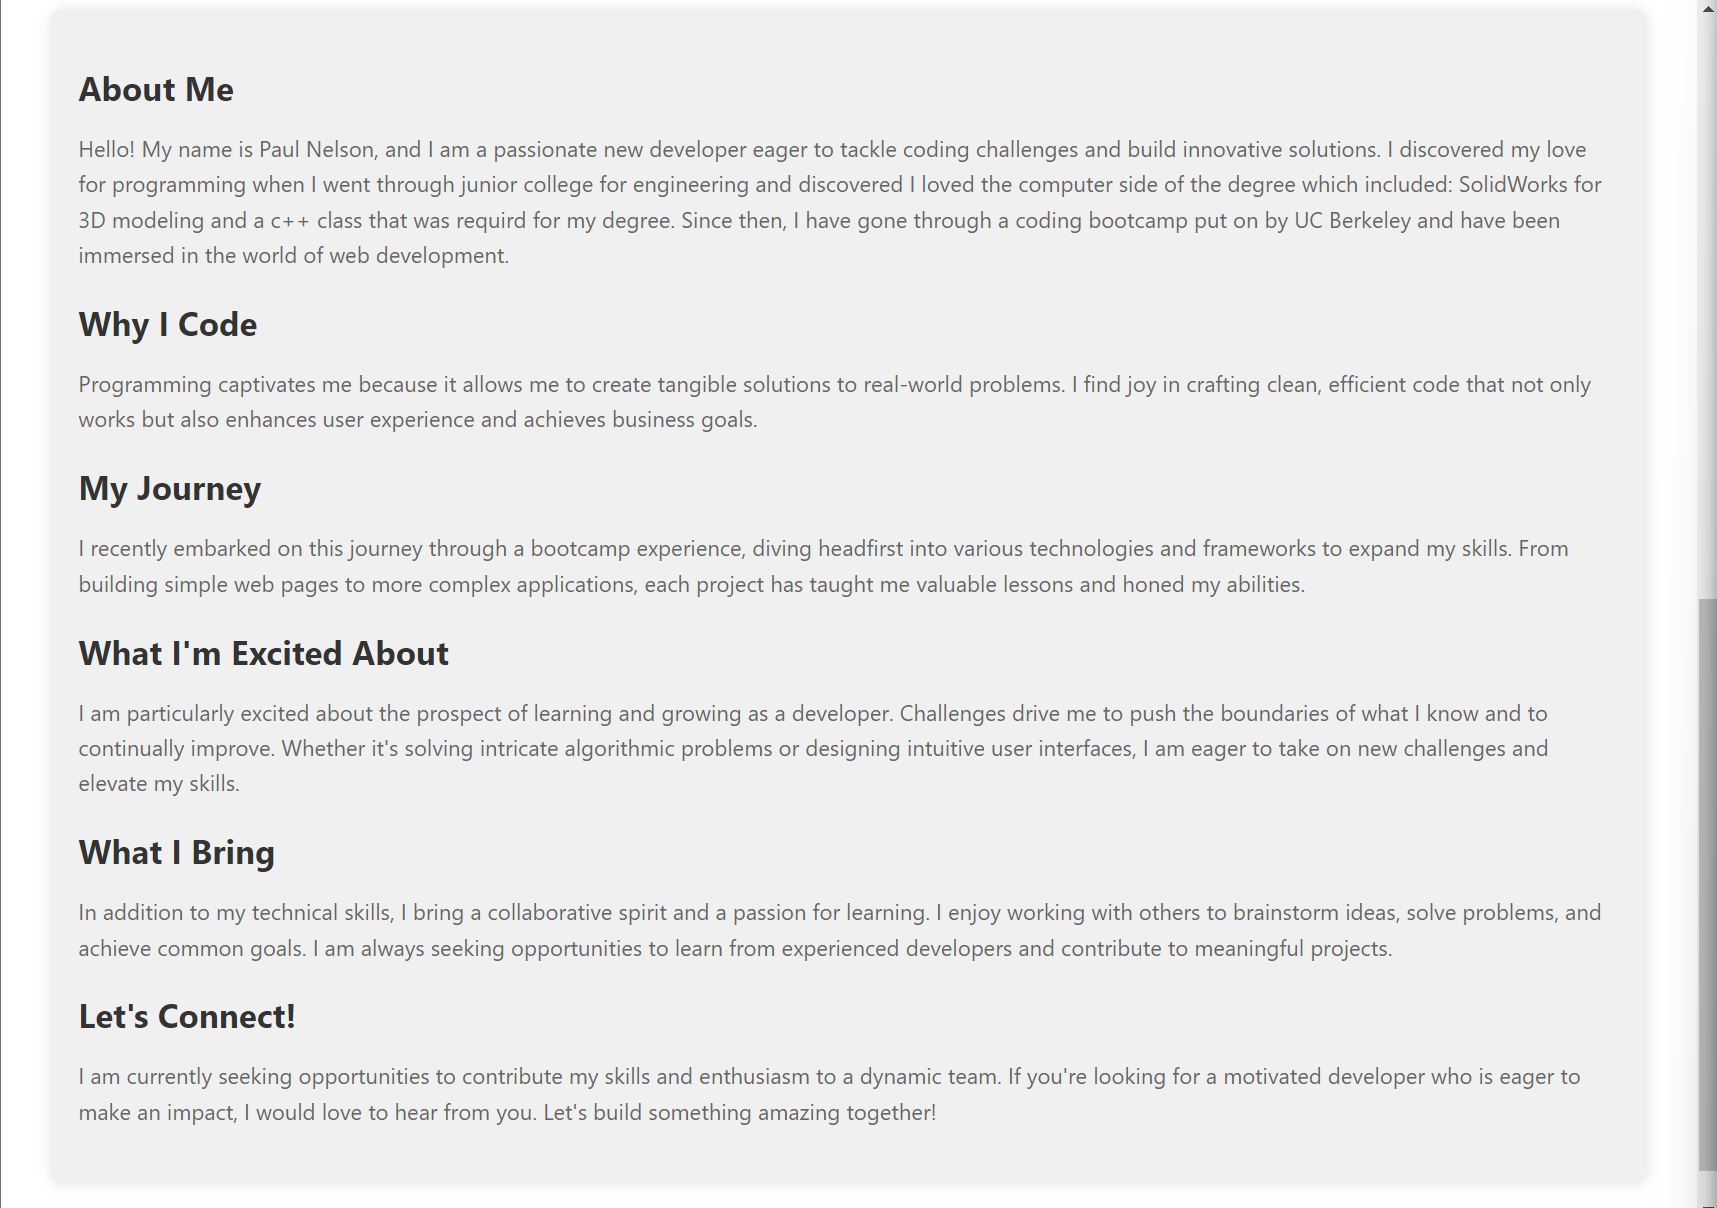 About Me
Hello! My name is Paul Nelson, and I am a passionate new developer eager to tackle coding challenges and build innovative solutions. I discovered my love
for programming when I went through junior college for engineering and discovered I loved the computer side of the degree which included: SolidWorks for
3D modeling and a c++ class that was requird for my degree. Since then, I have gone through a coding bootcamp put on by UC Berkeley and have been
immersed in the world of web development.
Why I Code
Programming captivates me because it allows me to create tangible solutions to real-world problems. I find joy in crafting clean, efficient code that not only
works but also enhances user experience and achieves business goals.
My Journey
I recently embarked on this journey through a bootcamp experience, diving headfirst into various technologies and frameworks to expand my skills. From
building simple web pages to more complex applications, each project has taught me valuable lessons and honed my abilities.
What I'm Excited About
I am particularly excited about the prospect of learning and growing as a developer. Challenges drive me to push the boundaries of what I know and to
continually improve. Whether it's solving intricate algorithmic problems or designing intuitive user interfaces, I am eager to take on new challenges and
elevate my skills.
What I Bring
In addition to my technical skills, I bring a collaborative spirit and a passion for learning. I enjoy working with others to brainstorm ideas, solve problems, and
achieve common goals. I am always seeking opportunities to learn from experienced developers and contribute to meaningful projects.
Let's Connect!
I am currently seeking opportunities to contribute my skills and enthusiasm to a dynamic team. If you're looking for a motivated developer who is eager to
make an impact, I would love to hear from you. Let's build something amazing together!